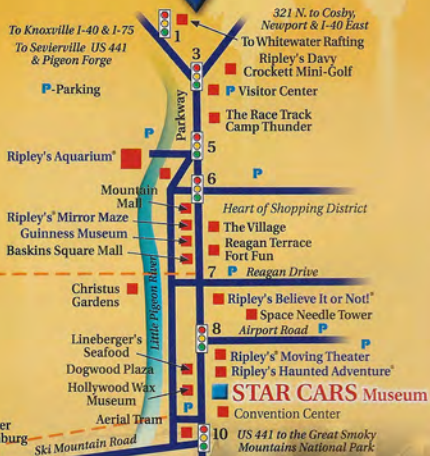 To Knoxville I-40 & I-75
To Sevierville US 441
& Pigeon Forge
P-Parking
1
321 N. to Cosby,
Newport & I-40 East
To Whitewater Rafting
3
Ripley's Davy
Crockett Mini-Golf
P Visitor Center
Parkway
The Race Track
Camp Thunder
P
5
Ripley's Aquarium®
6
P
Mountain
Mall
Heart of Shopping District
Ripley's® Mirror Maze
The Village
Guinness Museum
Reagan Terrace
Fort Fun
Baskins Square Mall
7
P
Reagan Drive
Little Pigeon River
Christus
Gardens
Ripley's Believe It or Not!®
Space Needle Tower
8
Airport Road
P
P
Lineberger's
Seafood
Ripley's® Moving Theater
Dogwood Plaza
Ripley's Haunted Adventure®
Hollywood Wax
Museum
STAR CARS Museum
P
Convention Center
Aerial Tram
er
burg
Ski Mountain Road
10
US 441 to the Great Smoky
Mountains National Park